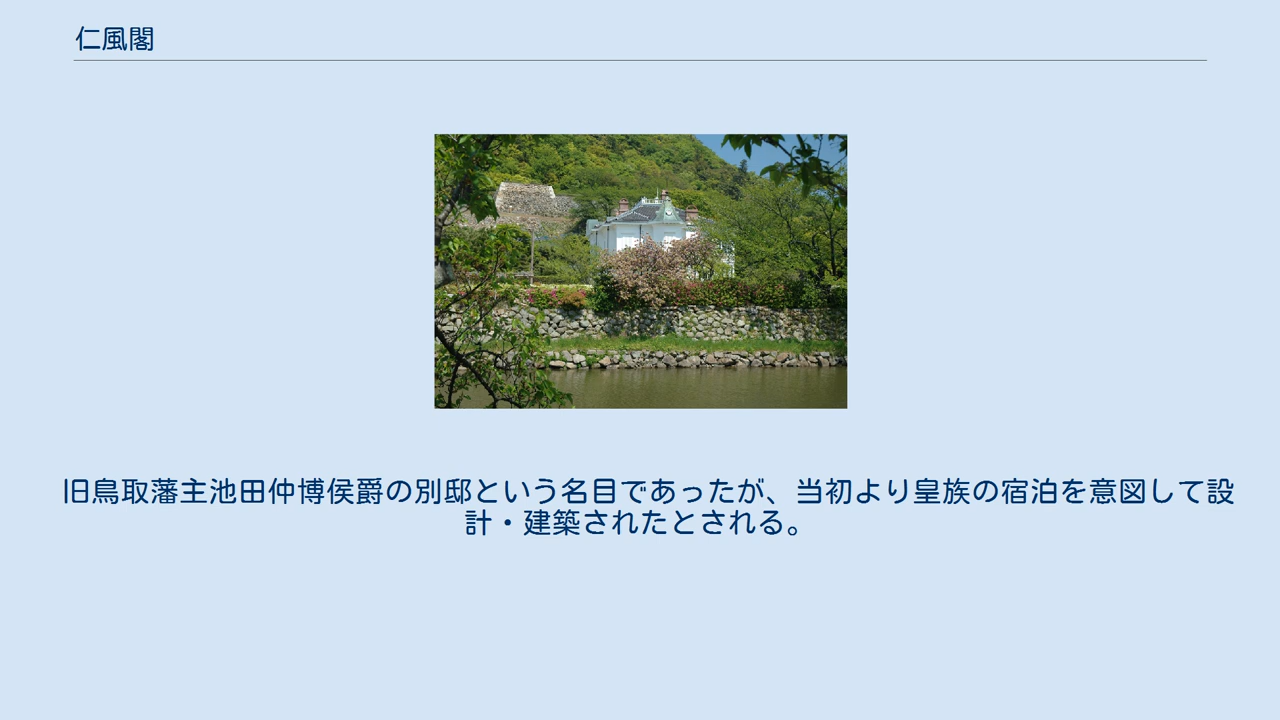 仁風閣
旧鳥取藩主池田仲博侯爵の別邸という名目であったが、当初より皇族の宿泊を意図して設
計・建築されたとされる。